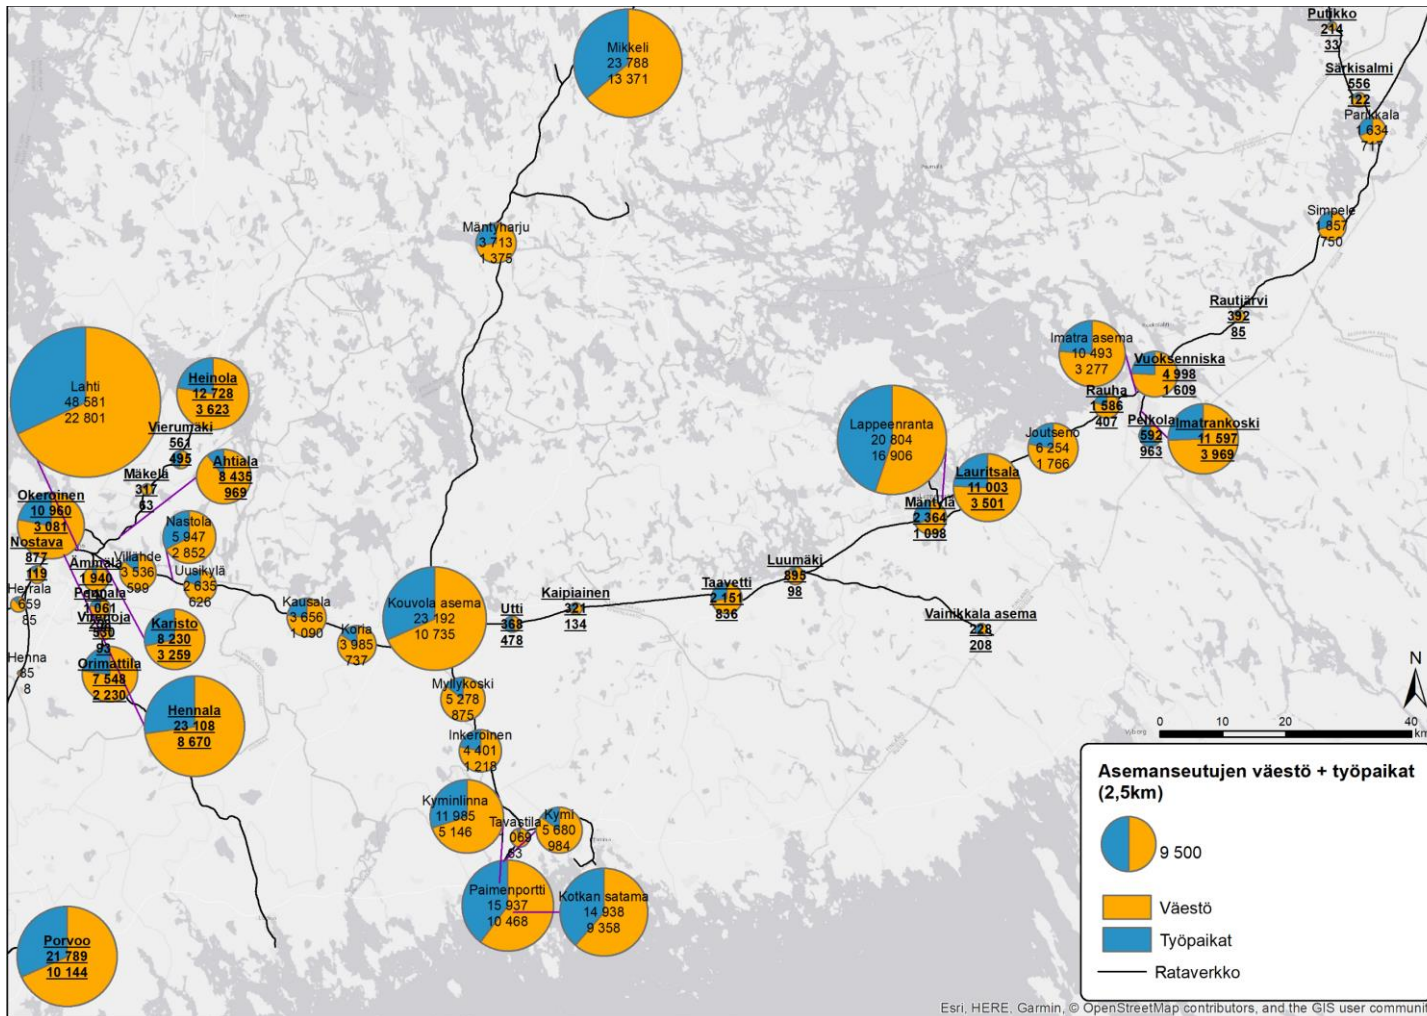 Mikkeli
23 788
13 371
Putikko
214
33
Särkisalmi
556
122
Parikkala
1 634
717
Simpele
1 857
750
Mäntyharju
3 713
1 375
Rautjärvi
392
85
Imatra asema
10 493
3 277
Vuoksenniska
4 998
1 609
Rauha
1 586
407
Pelkola
592
963
Imatrankoski
11 597
3 969
Joutseno
6 254
1 766
Lappeenranta
20 804
16 906
Lauritsala
11 003
3 501
Mäntylä
2 364
1 098
Luumäki
895
98
Taavetti
2 151
836
Vainikkala asema
228
208
Kaipiainen
321
134
Utti
368
478
Kouvola asema
23 192
10 735
Lahti
48 581
22 801
Heinola
12 728
3 623
Vierumäki
561
495
Ahtiala
8 435
969
Mäkelä
317
63
Okeroinen
10 960
3 081
Nostava
877
119
Nastola
5 947
2 852
Villähde
3 536
599
Uusikylä
2 635
626
Ämmälä
1 940
Pennala
1 061
530
93
Herrala
659
85
Henna
85
8
Karisto
8 230
3 259
Orimattila
7 548
2 230
Hennala
23 108
8 670
Kausala
3 656
1 090
Koria
3 985
737
Myllykoski
5 278
875
Inkeroinen
4 401
1 218
Kyminlinna
11 985
5 146
Tavastila
069
63
Kymi
5 680
984
Paimenportti
15 937
10 468
Kotkan satama
14 938
9 358
Porvoo
21 789
10 144
N
0 10 20 40
km
Asemanseutujen väestö + työpaikat
(2,5km)
9 500
Väestö
Työpaikat
Rataverkko
Esri, HERE, Garmin, © OpenStreetMap contributors, and the GIS user communit